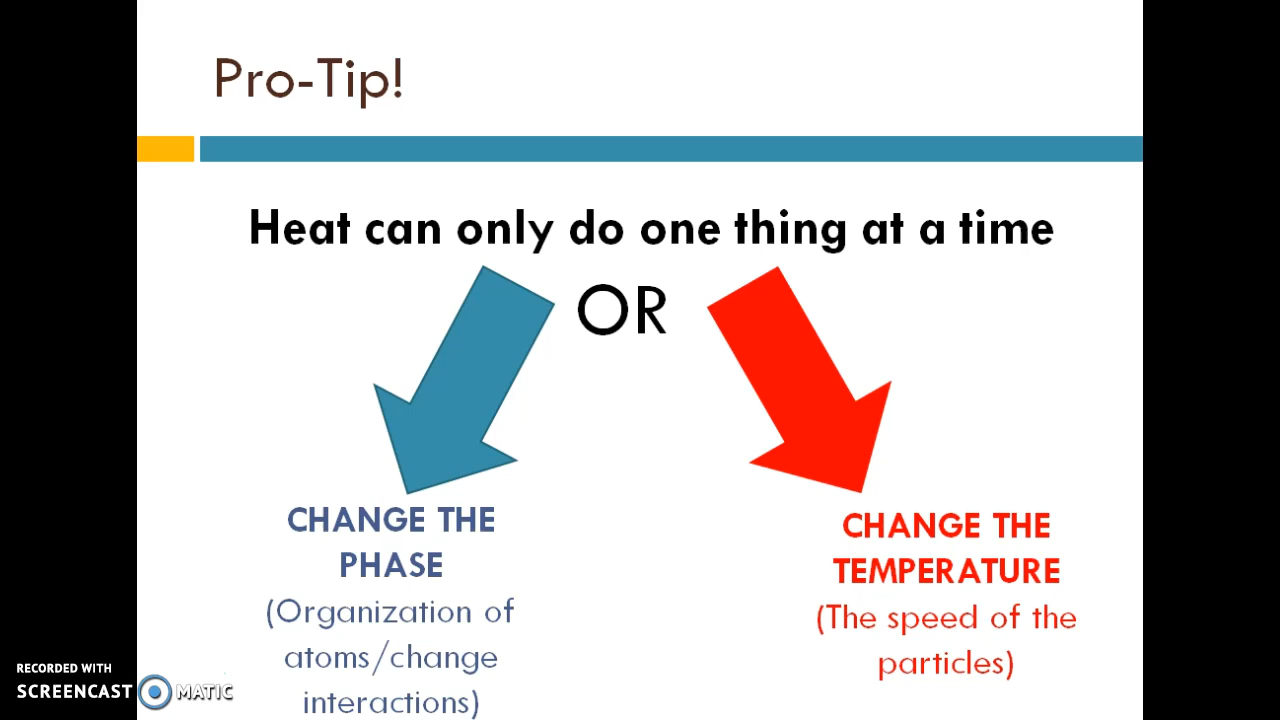 Pro-Tip!
Heat can only do one thing at a time
OR
CHANGE THE
PHASE
(Organization of
atoms/change
interactions)
CHANGE THE
TEMPERATURE
(The speed of the
particles)
RECORDED WITH
SCREENCAST MATIC